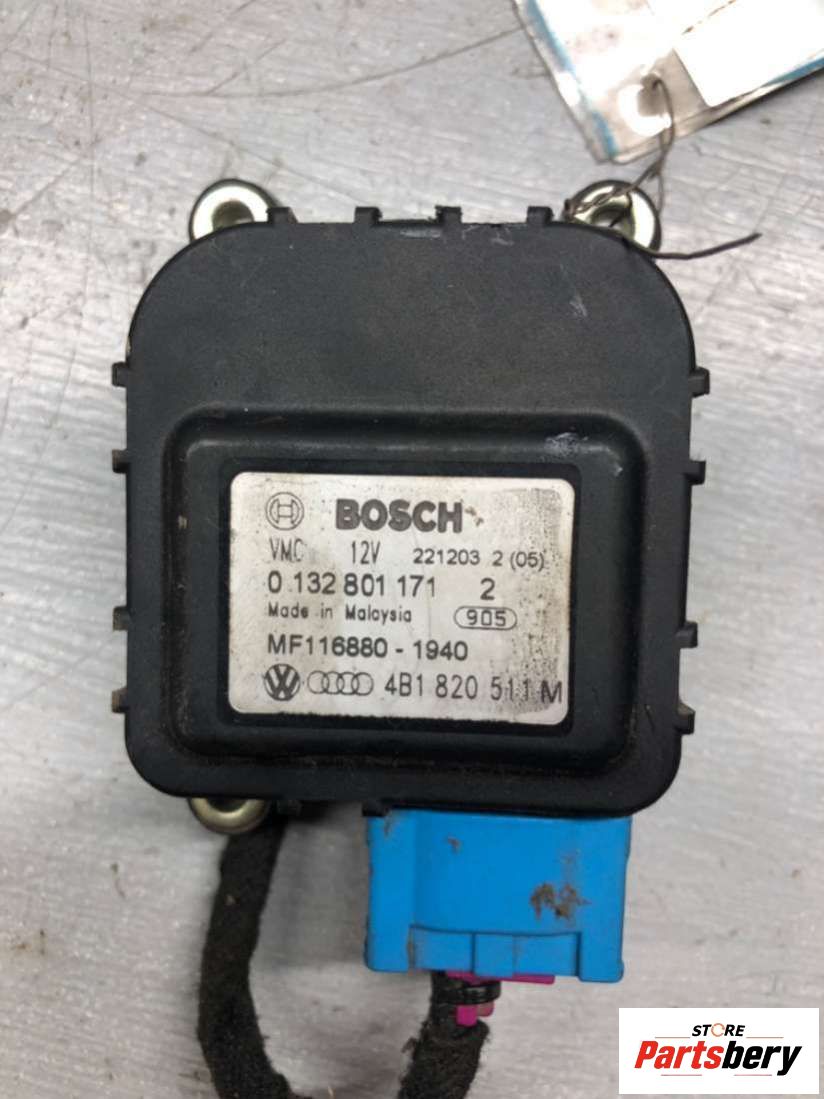 BOSCH
VMC 12V 221203 2 (05)
0 132 801 171 2
Made in Malaysia 905
MF116880 - 1940
4B1 820 511 M
STORE
Partsbery